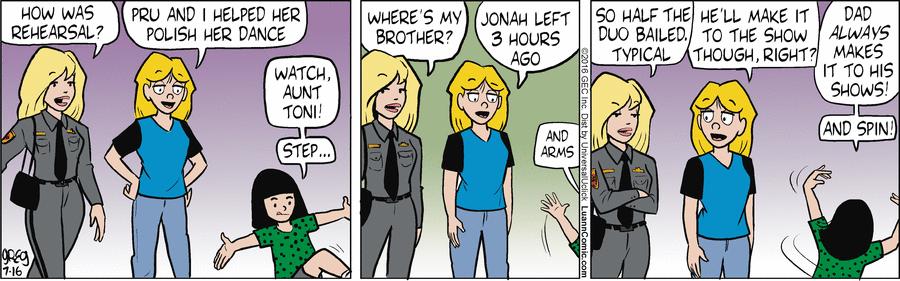 HOW WAS
REHEARSAL?
PRU AND I HELPED HER
POLISH HER DANCE
WATCH,
AUNT
TONI!
STEP...
GREG
7-16
WHERE'S MY
BROTHER?
JONAH LEFT
3 HOURS
AGO
AND
ARMS
©2016 GEC Inc. Dist by UniversalUclick LuannComic.com
SO HALF THE
DUO BAILED.
TYPICAL
HE'LL MAKE IT
TO THE SHOW
THOUGH, RIGHT?
DAD
ALWAYS
MAKES
IT TO HIS
SHOWS!
AND SPIN!